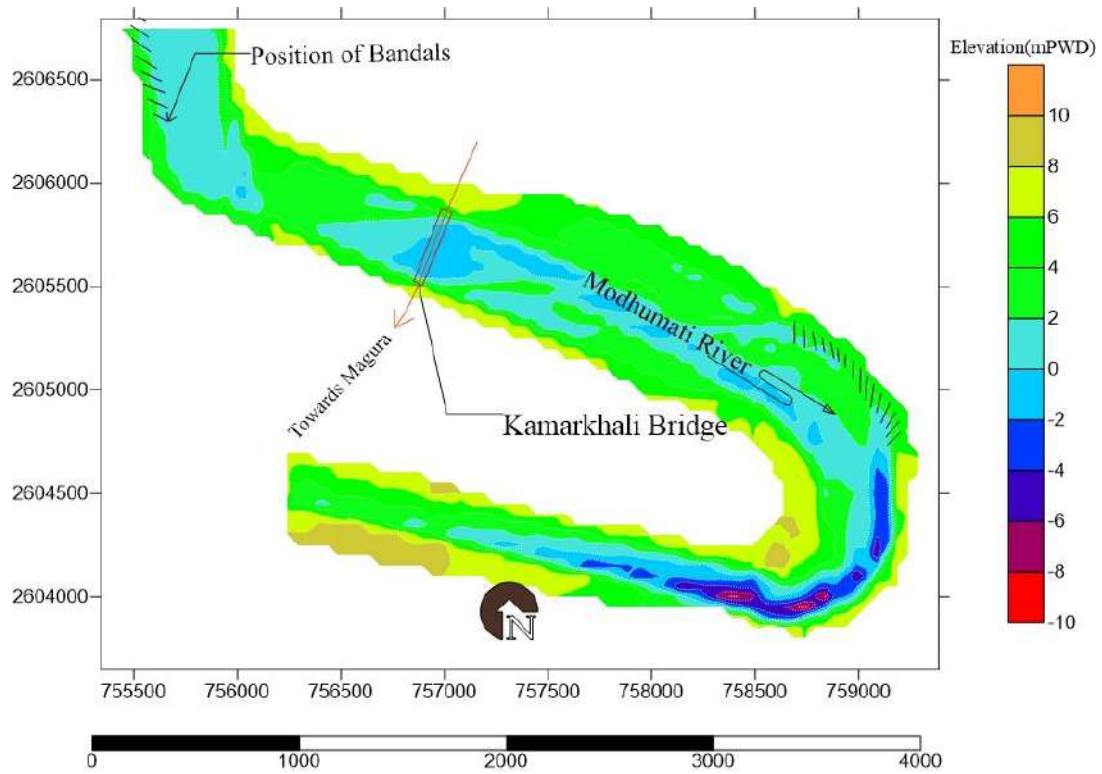 Position of Bandals
Elevation(mPWD)
2606500
2606000
2605500
2605000
2604500
2604000
10
8
6
4
2
0
-2
-4
-6
-8
-10
Modhumati River
Towards Magura
Kamarkhali Bridge
N
755500 756000 756500 757000 757500 758000 758500 759000
0 1000 2000 3000 4000